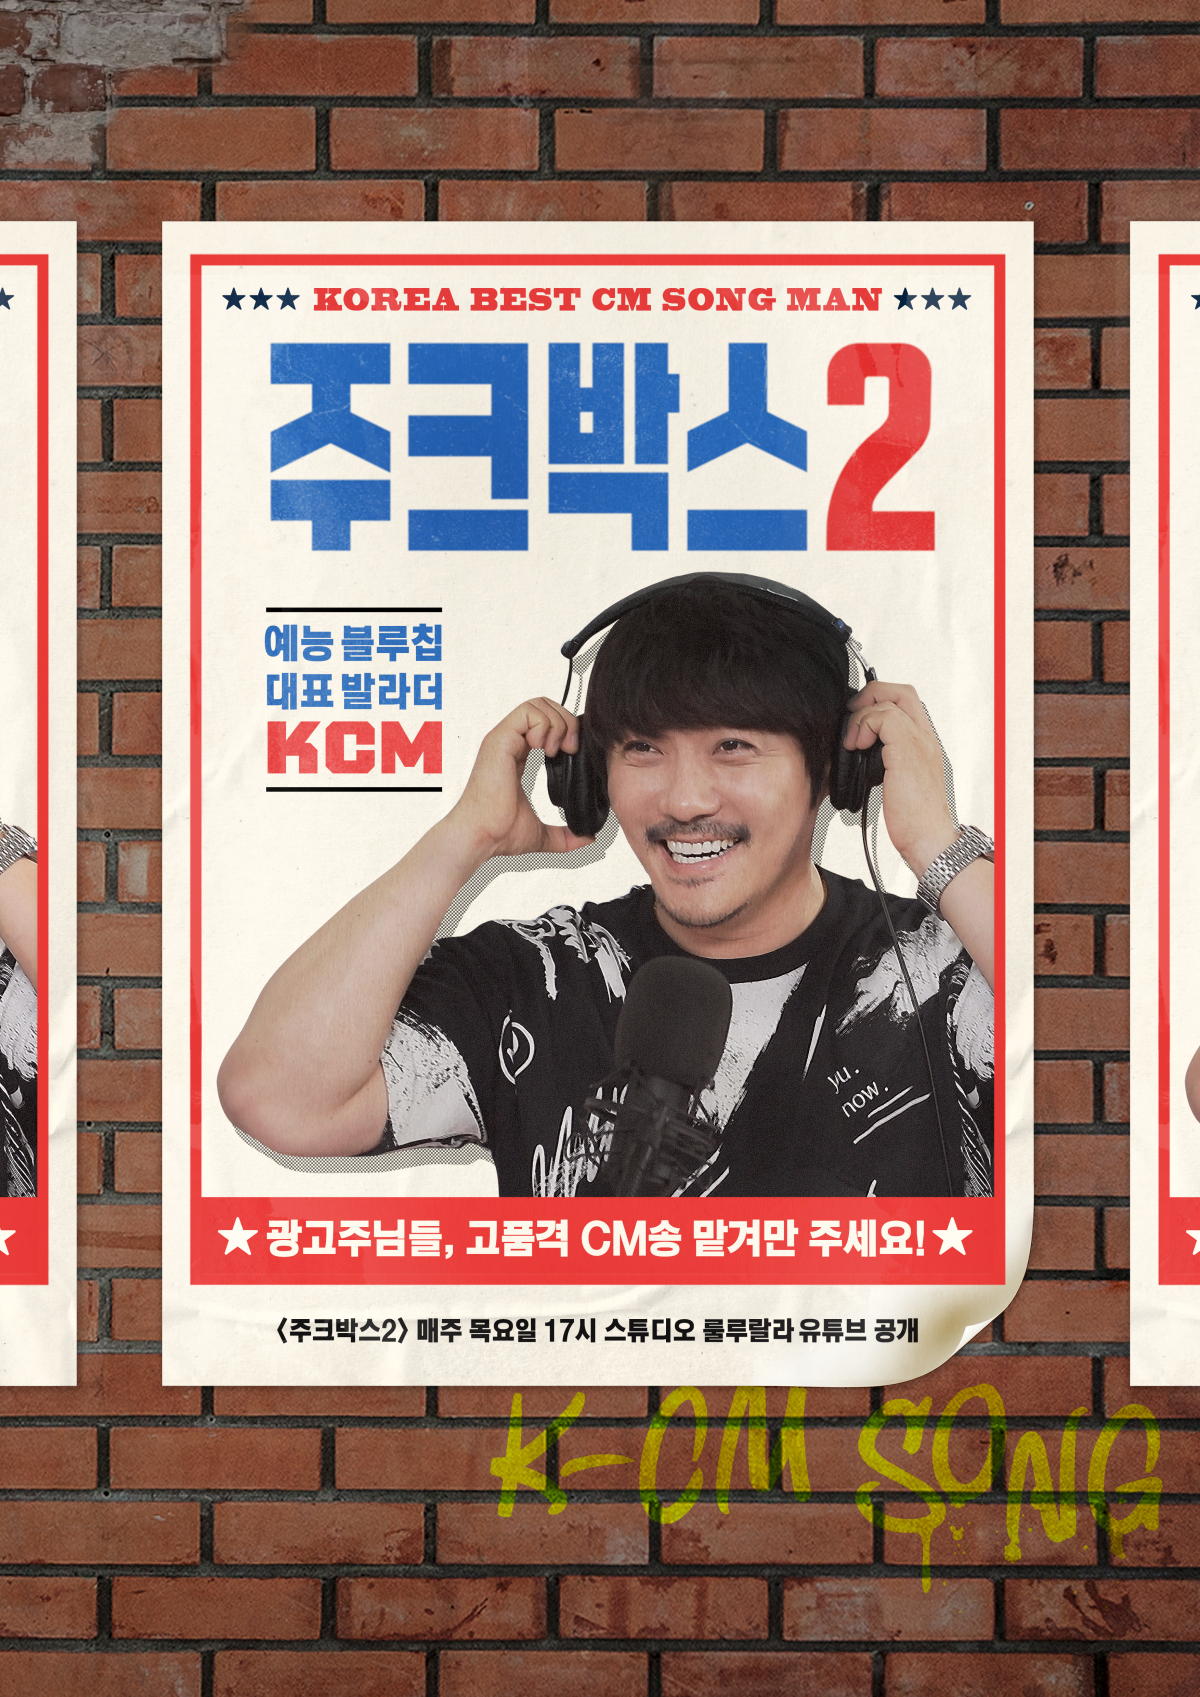 KOREA BEST CM SONG MAN
주크박스2
예능 블루칩
대표 발라더
KCM
yu.
now.
광고주님들, 고품격 CM송 맡겨만 주세요!
〈주크박스2〉 매주 목요일 17시 스튜디오 룰루랄라 유튜브 공개
K-CM SONG